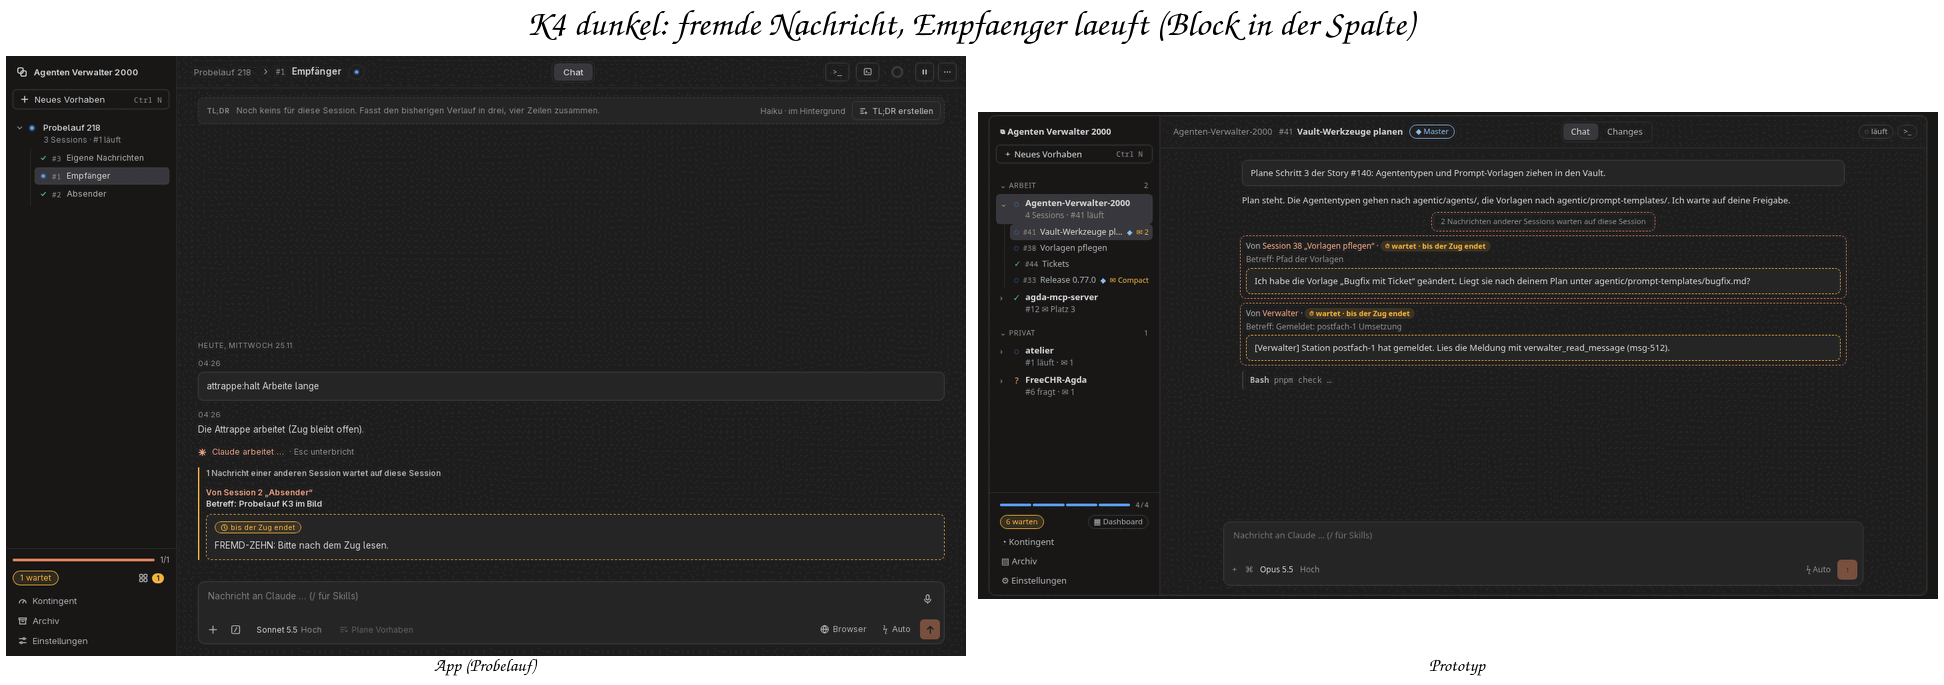 K4 dunkel: fremde Nachricht, Empfaenger laeuft (Block in der Spalte)
Agenten Verwalter 2000
Neues Vorhaben Ctrl N
Probelauf 218
3 Sessions · #1 läuft
#3 Eigene Nachrichten
#1 Empfänger
#2 Absender
1/1
1 wartet
1
Kontingent
Archiv
Einstellungen
Probelauf 218 > #1 Empfänger
Chat
>_
TL;DR Noch keins für diese Session. Fasst den bisherigen Verlauf in drei, vier Zeilen zusammen.
Haiku · im Hintergrund
TL;DR erstellen
HEUTE, MITTWOCH 25.11
04:26
attrappe:halt Arbeite lange
04:26
Die Attrappe arbeitet (Zug bleibt offen).
Claude arbeitet … · Esc unterbricht
1 Nachricht einer anderen Session wartet auf diese Session
Von Session 2 „Absender“
Betreff: Probelauf K3 im Bild
bis der Zug endet
FREMD-ZEHN: Bitte nach dem Zug lesen.
Nachricht an Claude … (/ für Skills)
Sonnet 5.5 Hoch
Plane Vorhaben
Browser
Auto
App (Probelauf)
Agenten Verwalter 2000
+ Neues Vorhaben Ctrl N
ARBEIT 2
Agenten-Verwalter-2000
4 Sessions · #41 läuft
#41 Vault-Werkzeuge pl… ◆ ✉ 2
#38 Vorlagen pflegen
✓ #44 Tickets
#33 Release 0.77.0 ◆ ✉ Compact
✓ agda-mcp-server
#12 ✉ Platz 3
PRIVAT 1
atelier
#1 läuft · ✉ 1
? FreeCHR-Agda
#6 fragt · ✉ 1
4/4
6 warten
Dashboard
Kontingent
Archiv
Einstellungen
Agenten-Verwalter-2000 #41 Vault-Werkzeuge planen ◆ Master
Chat
Changes
läuft
>_
Plane Schritt 3 der Story #140: Agententypen und Prompt-Vorlagen ziehen in den Vault.
Plan steht. Die Agententypen gehen nach agentic/agents/, die Vorlagen nach agentic/prompt-templates/. Ich warte auf deine Freigabe.
2 Nachrichten anderer Sessions warten auf diese Session
Von Session 38 „Vorlagen pflegen“ · wartet · bis der Zug endet
Betreff: Pfad der Vorlagen
Ich habe die Vorlage „Bugfix mit Ticket“ geändert. Liegt sie nach deinem Plan unter agentic/prompt-templates/bugfix.md?
Von Verwalter · wartet · bis der Zug endet
Betreff: Gemeldet: postfach-1 Umsetzung
[Verwalter] Station postfach-1 hat gemeldet. Lies die Meldung mit verwalter_read_message (msg-512).
Bash pnpm check …
Nachricht an Claude … (/ für Skills)
+ ⌘ Opus 5.5 Hoch
Auto
Prototyp